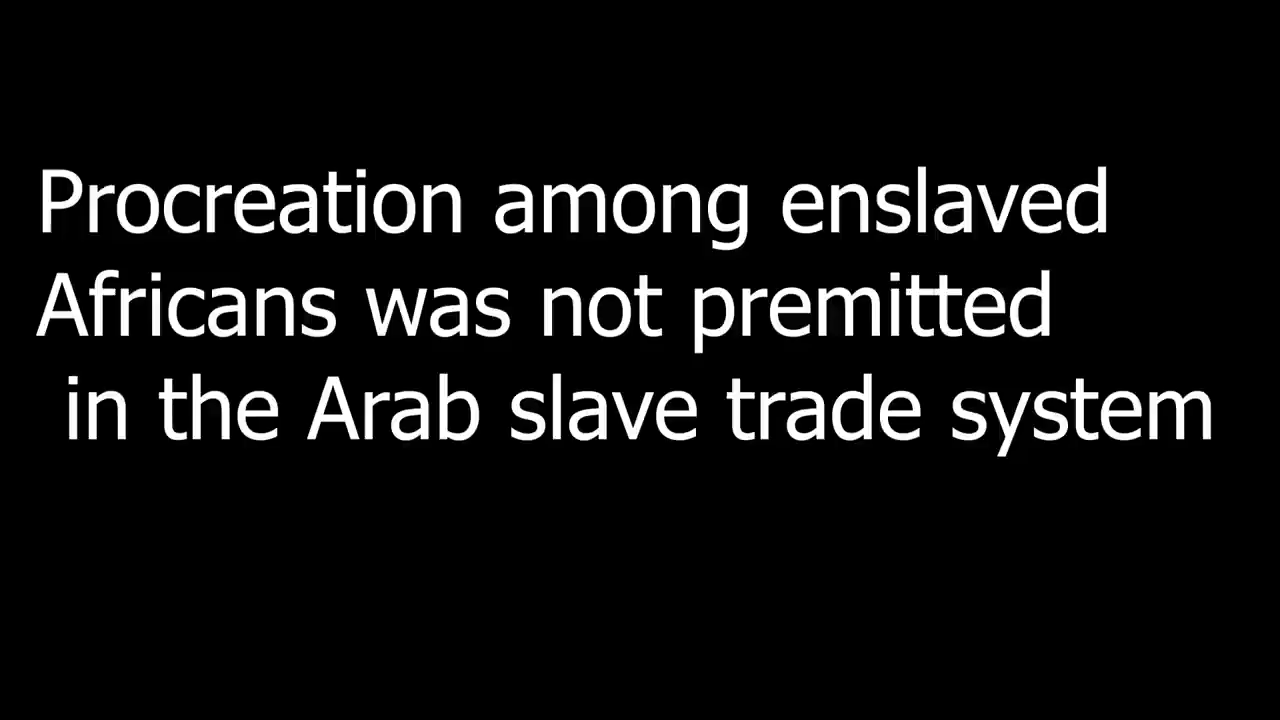 Procreation among enslaved
Africans was not premitted
in the Arab slave trade system